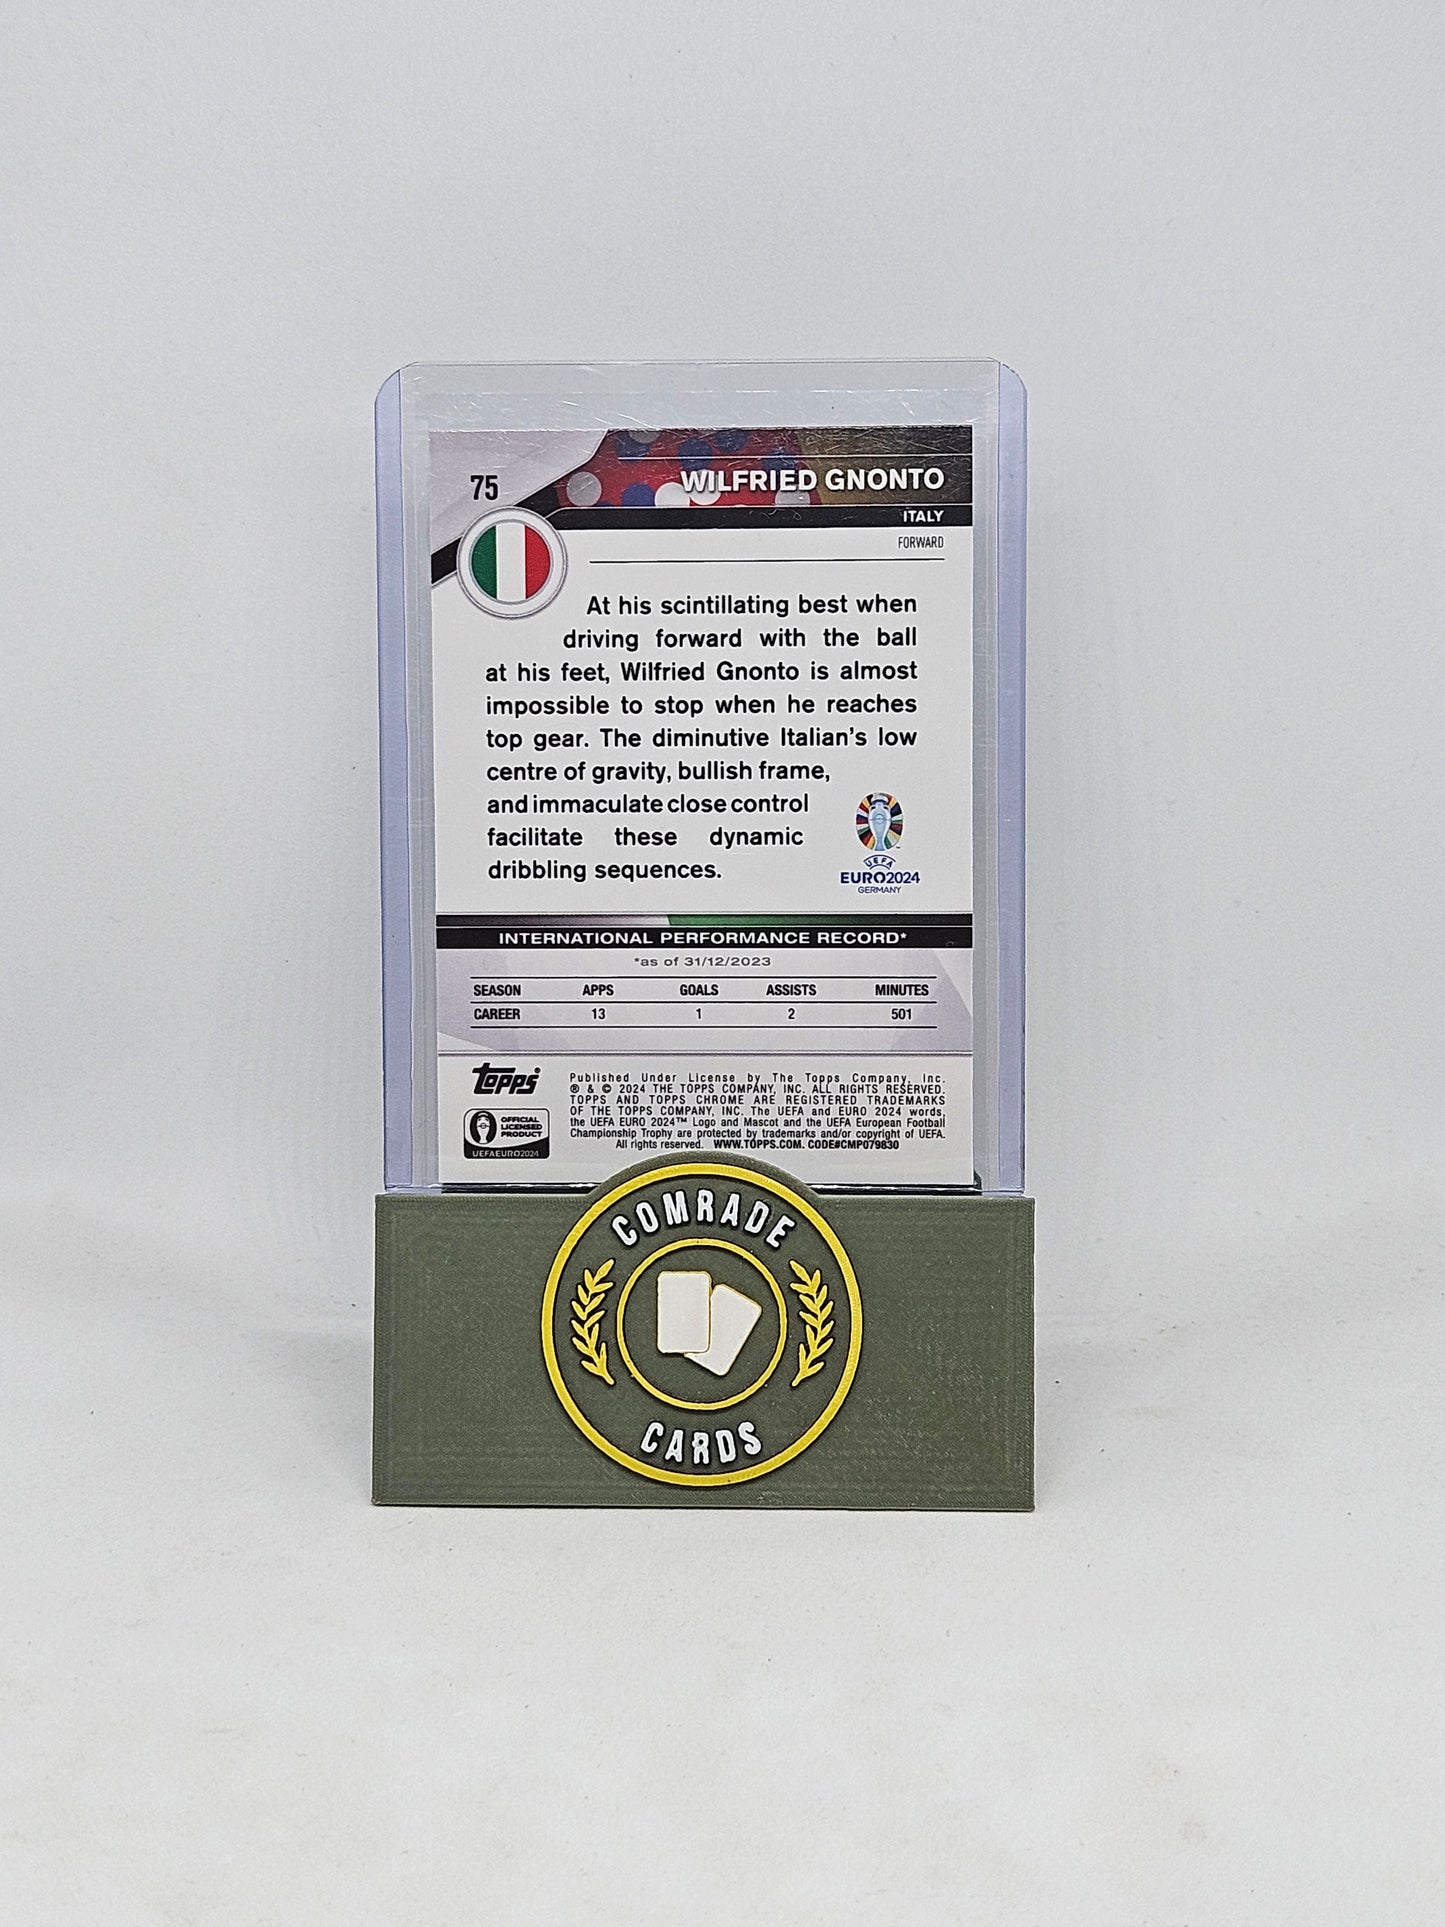 75
WILFRIED GNONTO
ITALY
FORWARD
At his scintillating best when
driving forward with the ball
at his feet, Wilfried Gnonto is almost
impossible to stop when he reaches
top gear. The diminutive Italian's low
centre of gravity, bullish frame,
and immaculate close control
facilitate these dynamic
dribbling sequences.
UEFA
EURO2024
GERMANY
INTERNATIONAL PERFORMANCE RECORD*
*as of 31/12/2023
SEASON APPS GOALS ASSISTS MINUTES
CAREER 13 1 2 501
Topps
OFFICIAL
LICENSED
PRODUCT
UEFAEURO2024
Published Under License by The Topps Company, Inc.
® & © 2024 THE TOPPS COMPANY, INC. ALL RIGHTS RESERVED.
TOPPS AND TOPPS CHROME ARE REGISTERED TRADEMARKS
OF THE TOPPS COMPANY, INC. The UEFA and EURO 2024 words,
the UEFA EURO 2024™ Logo and Mascot and the UEFA European Football
Championship Trophy are protected by trademarks and/or copyright of UEFA.
All rights reserved. WWW.TOPPS.COM. CODE#CMP079830
COMRADE
CARDS